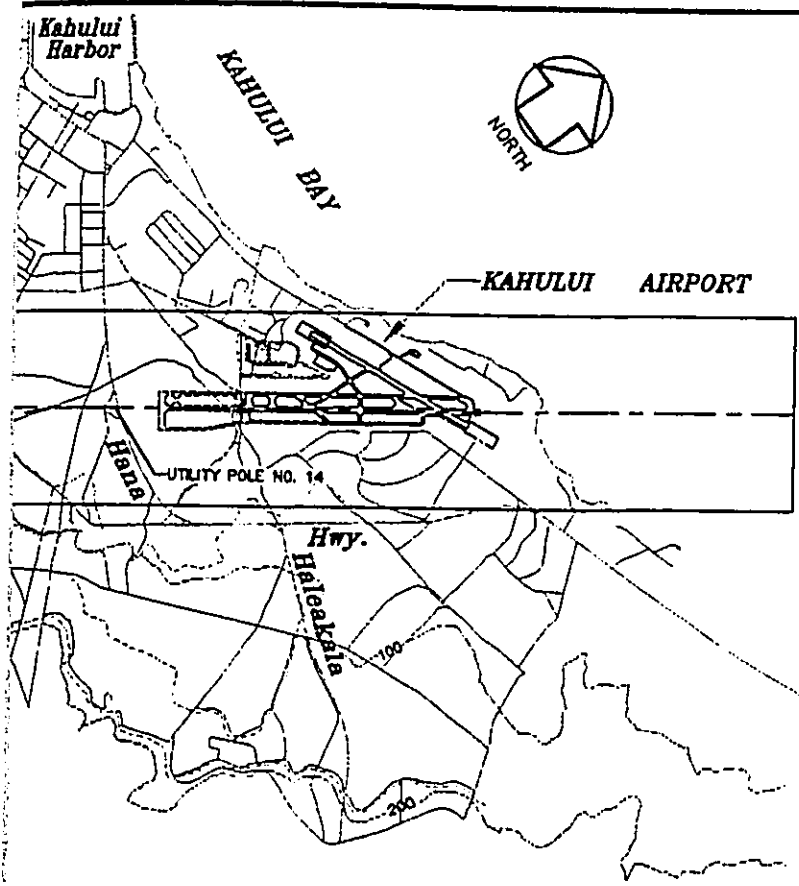 Kahului
Harbor
KAHULUI BAY
NORTH
KAHULUI AIRPORT
UTILITY POLE NO. 14
Hana
Hwy.
Haleakala
100
200